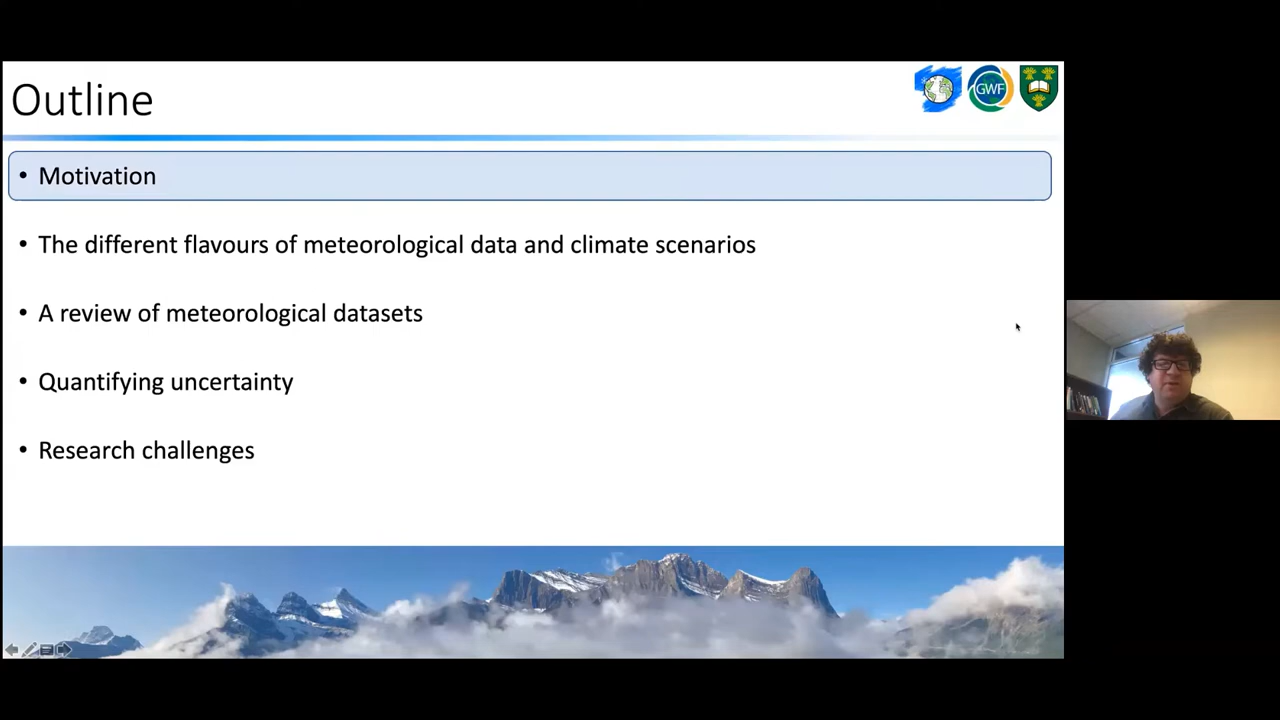 Outline
GWF
• Motivation
• The different flavours of meteorological data and climate scenarios
• A review of meteorological datasets
• Quantifying uncertainty
• Research challenges